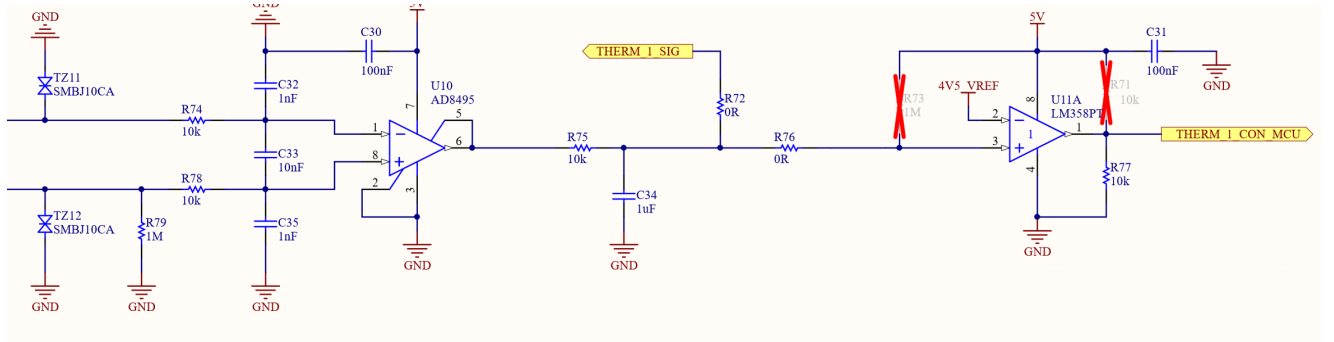 GND
GND
5V
5V
C30
100nF
THERM_1_SIG
C31
100nF
GND
TZ11
SMBJ10CA
C32
1nF
U10
AD8495
R72
0R
R73
1M
4V5_VREF
U11A
LM358PT
R71
10k
R74
10k
7
5
8
2
1
1
6
1
3
THERM_1_CON_MCU
C33
10nF
8
R75
10k
R76
0R
R78
10k
2
3
4
R77
10k
C34
1uF
TZ12
SMBJ10CA
R79
1M
C35
1nF
GND
GND
GND
GND
GND
GND